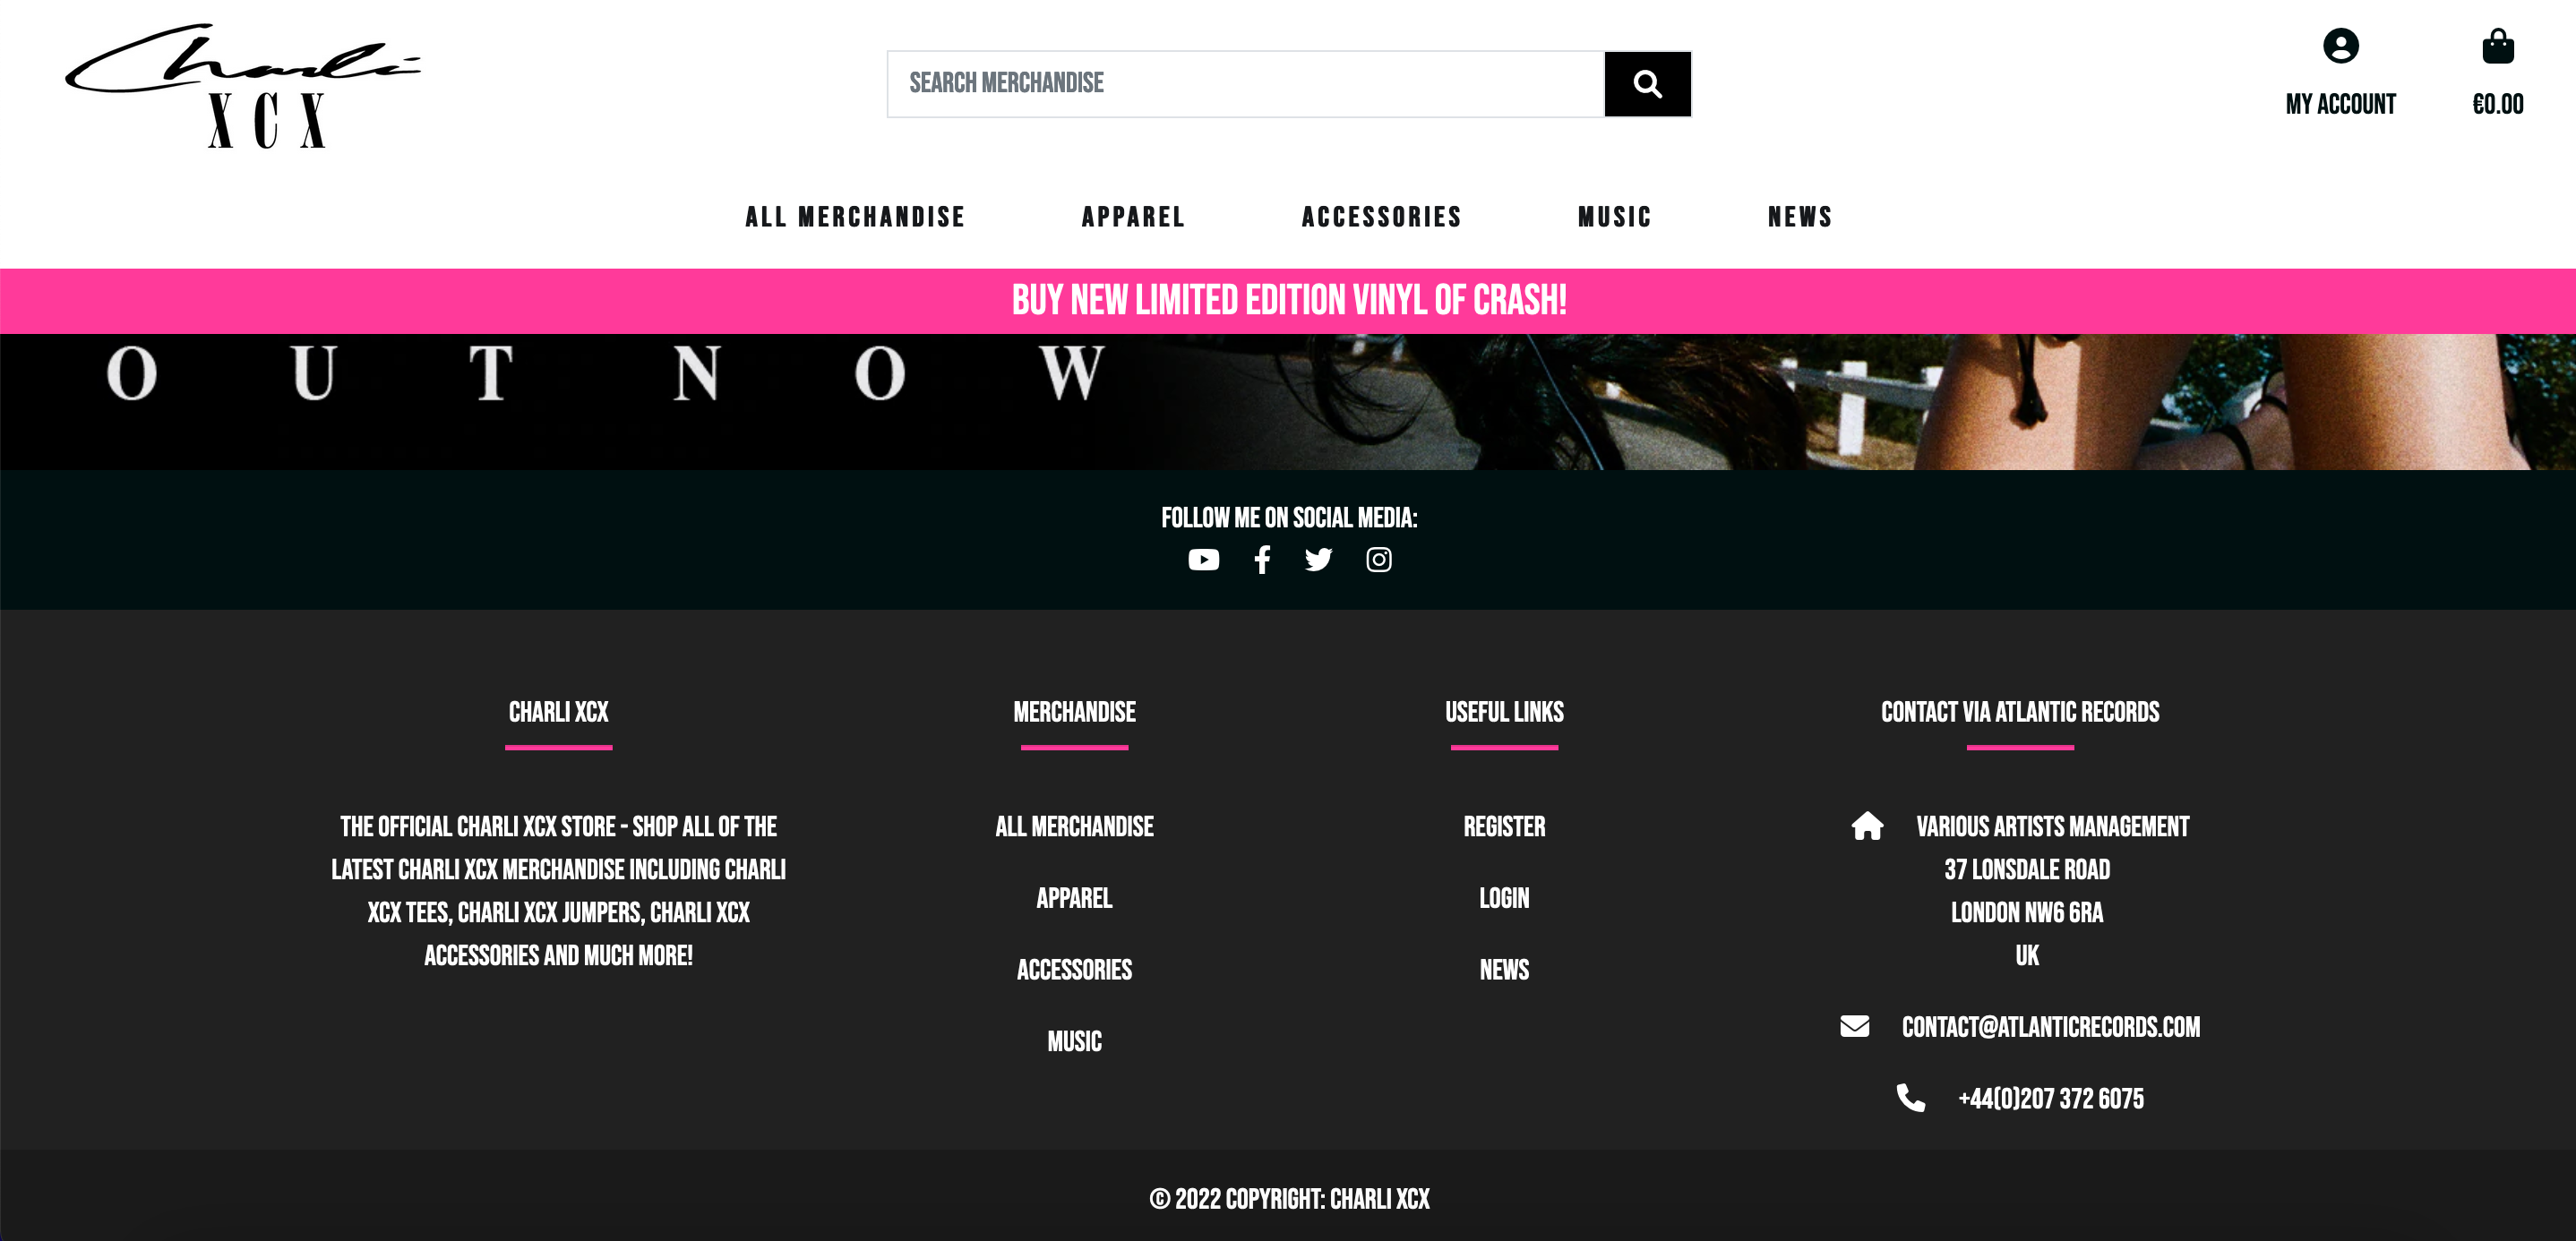 Charli
XCX
SEARCH MERCHANDISE
MY ACCOUNT
€0.00
ALL MERCHANDISE
APPAREL
ACCESSORIES
MUSIC
NEWS
BUY NEW LIMITED EDITION VINYL OF CRASH!
OUT NOW
FOLLOW ME ON SOCIAL MEDIA:
CHARLI XCX
THE OFFICIAL CHARLI XCX STORE - SHOP ALL OF THE
LATEST CHARLI XCX MERCHANDISE INCLUDING CHARLI
XCX TEES, CHARLI XCX JUMPERS, CHARLI XCX
ACCESSORIES AND MUCH MORE!
MERCHANDISE
ALL MERCHANDISE
APPAREL
ACCESSORIES
MUSIC
USEFUL LINKS
REGISTER
LOGIN
NEWS
CONTACT VIA ATLANTIC RECORDS
VARIOUS ARTISTS MANAGEMENT
37 LONSDALE ROAD
LONDON NW6 6RA
UK
CONTACT@ATLANTICRECORDS.COM
+44(0)207 372 6075
© 2022 COPYRIGHT: CHARLI XCX